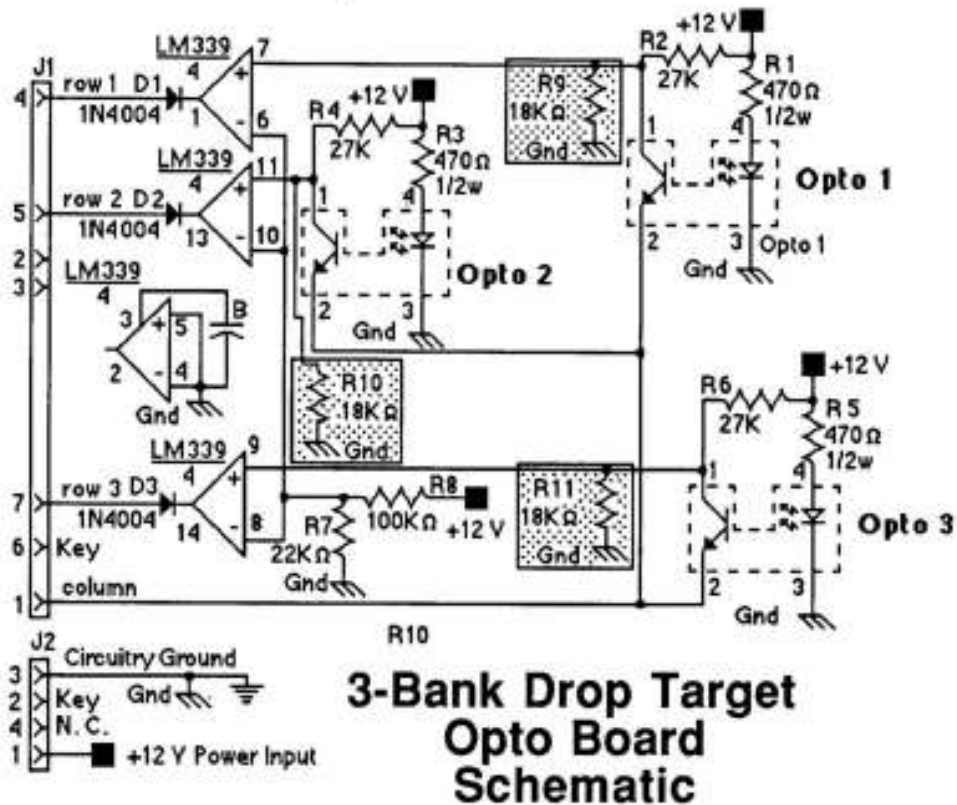 J1
4
row 1 D1
1N4004
LM339
4
1
7
+
-
6
+12 V
R4
27K
R3
470Ω
1/2w
R9
18KΩ
Gnd
+12 V
R2
27K
R1
470Ω
1/2w
1
4
2
3
Opto 1
Opto 1
Gnd
5
row 2 D2
1N4004
LM339
4
13
11
+
-
10
1
4
2
3
Opto 2
Gnd
2
3
LM339
4
3
+
5
2
-
4
B
Gnd
R10
18KΩ
Gnd
+12 V
R6
27K
R5
470Ω
1/2w
7
row 3 D3
1N4004
LM339
4
14
9
+
-
8
R8
100KΩ
+12 V
R7
22KΩ
Gnd
R11
18KΩ
Gnd
1
4
2
3
Opto 3
Gnd
6
Key
1
column
R10
J2
3
Circuitry Ground
Gnd
2
Key
4
N.C.
1
+12 Y Power Input
3-Bank Drop Target
Opto Board
Schematic